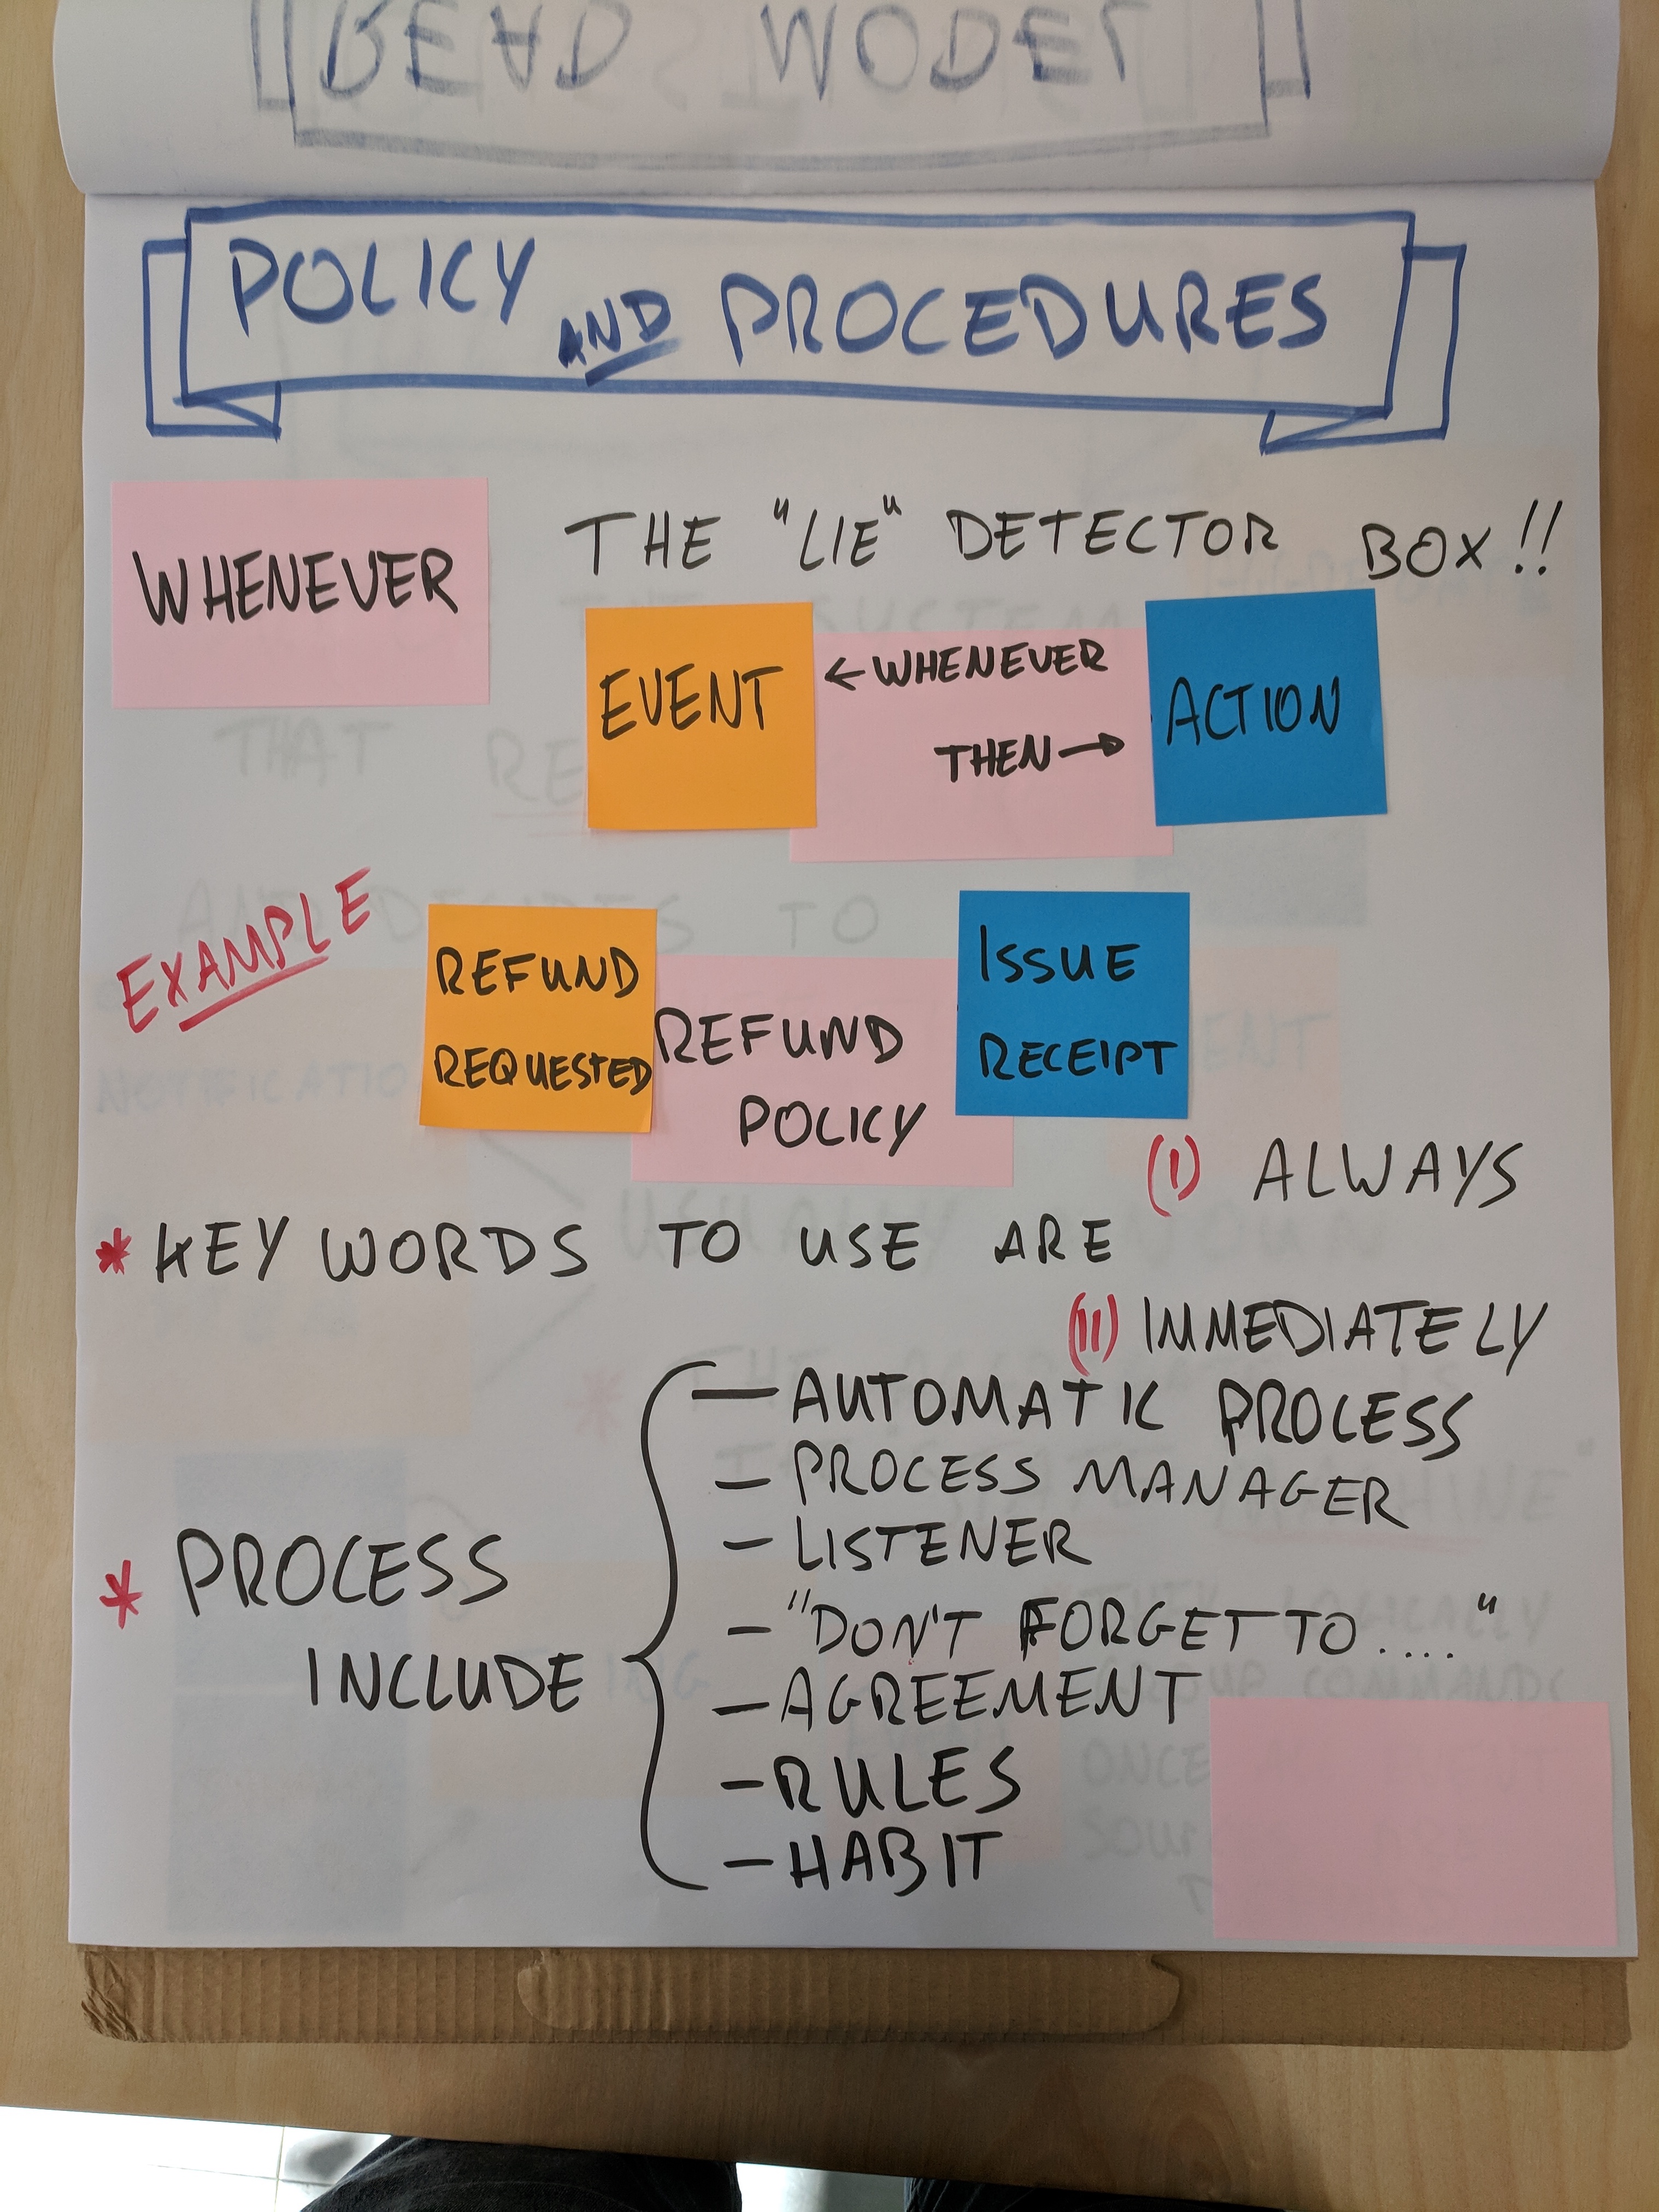 READ MODEL
POLICY AND PROCEDURES
WHENEVER
THE "LIE" DETECTOR BOX!!
EVENT
←WHENEVER
THEN→
ACTION
EXAMPLE
REFUND
REQUESTED
REFUND
POLICY
ISSUE
RECEIPT
(I) ALWAYS
* KEY WORDS TO USE ARE
(II) IMMEDIATELY
* PROCESS
INCLUDE
— AUTOMATIC PROCESS
— PROCESS MANAGER
— LISTENER
— "DON'T FORGET TO...."
— AGREEMENT
— RULES
— HABIT